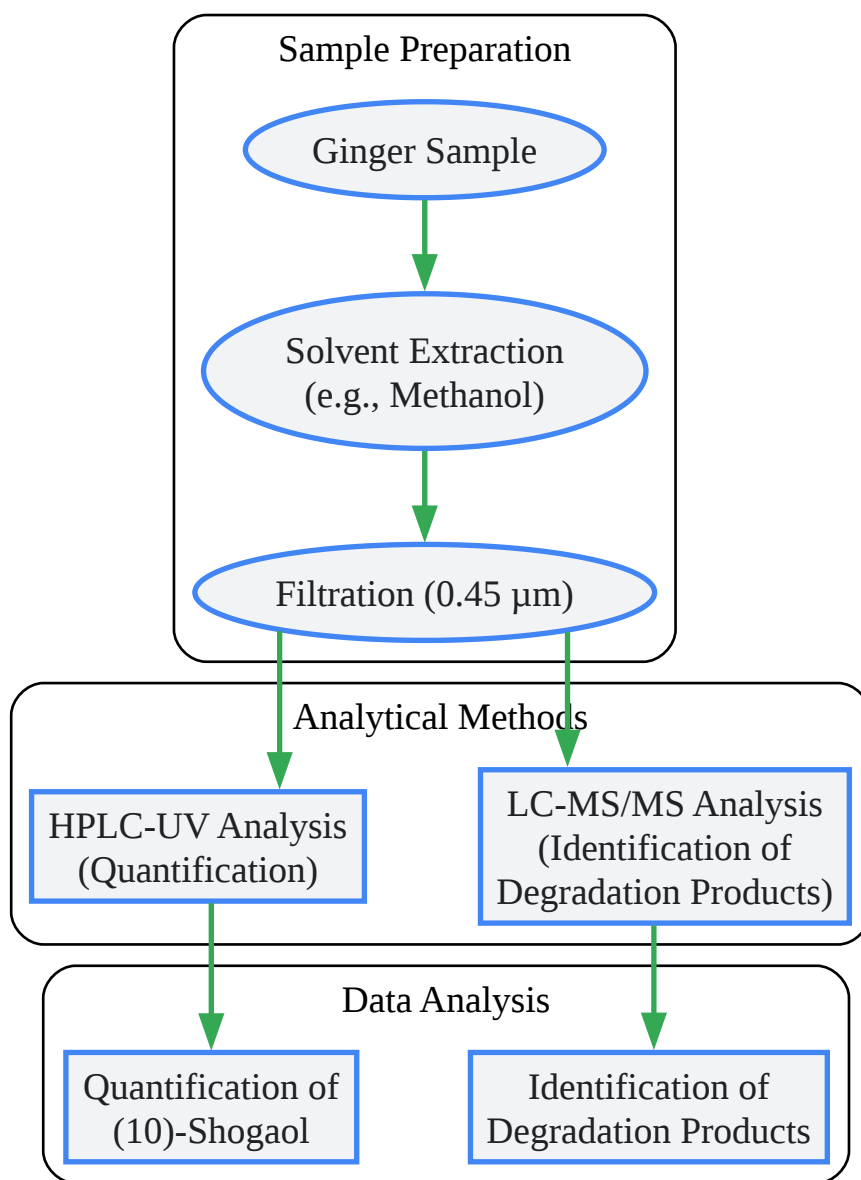 Sample Preparation
Ginger Sample
Solvent Extraction
(e.g., Methanol)
Filtration (0.45 µm)
Analytical Methods
HPLC-UV Analysis
(Quantification)
LC-MS/MS Analysis
(Identification of
Degradation Products)
Data Analysis
Quantification of
(10)-Shogaol
Identification of
Degradation Products